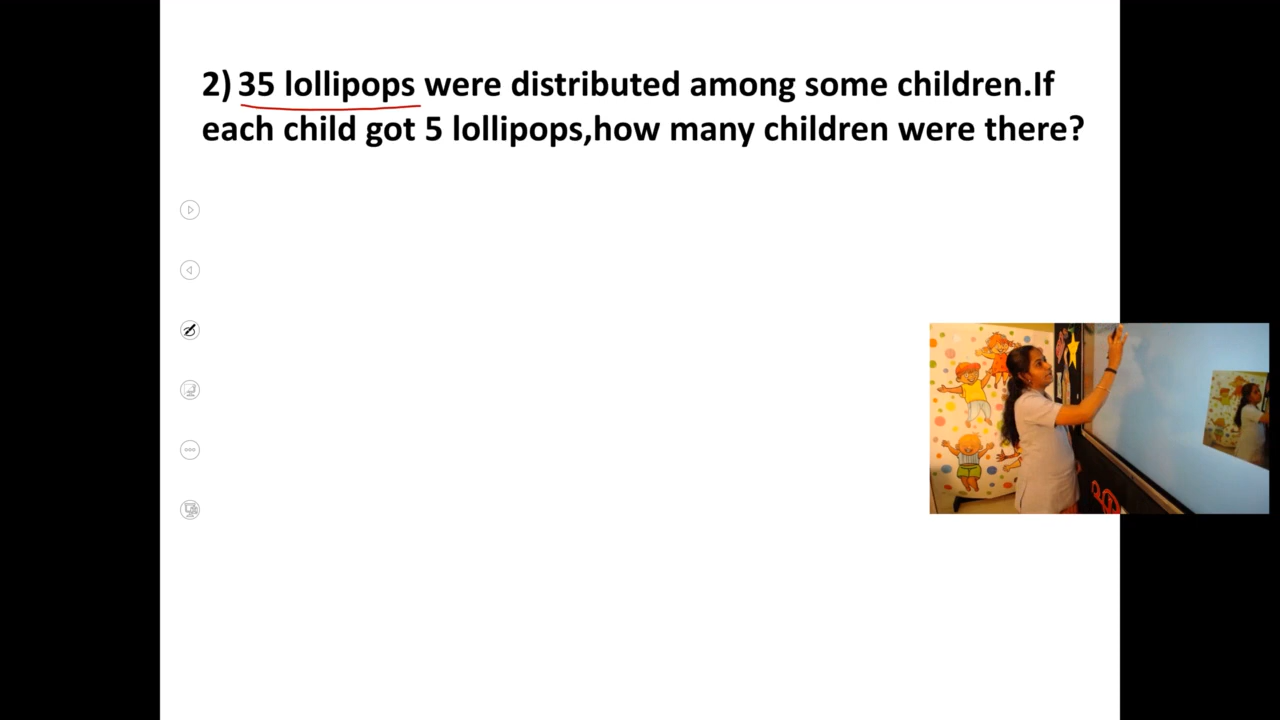 2) 35 lollipops were distributed among some children.If
each child got 5 lollipops,how many children were there?